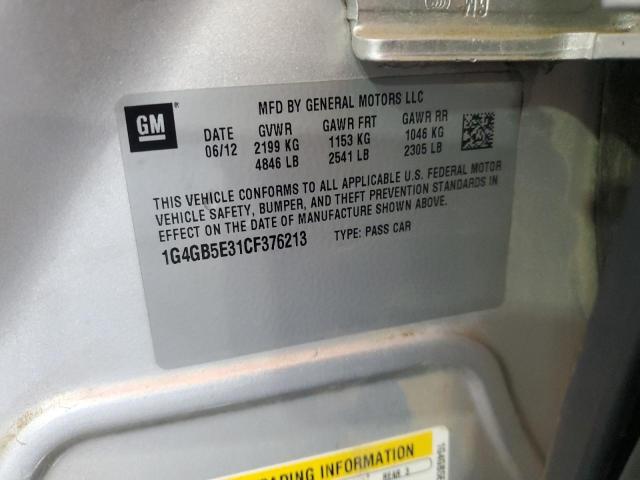 GM
MFD BY GENERAL MOTORS LLC
DATE GVWR GAWR FRT GAWR RR
06/12 2199 KG 1153 KG 1046 KG
4846 LB 2541 LB 2305 LB
THIS VEHICLE CONFORMS TO ALL APPLICABLE U.S. FEDERAL MOTOR
VEHICLE SAFETY, BUMPER, AND THEFT PREVENTION STANDARDS IN
EFFECT ON THE DATE OF MANUFACTURE SHOWN ABOVE.
1G4GB5E31CF376213 TYPE: PASS CAR
INFORMATION
REAR